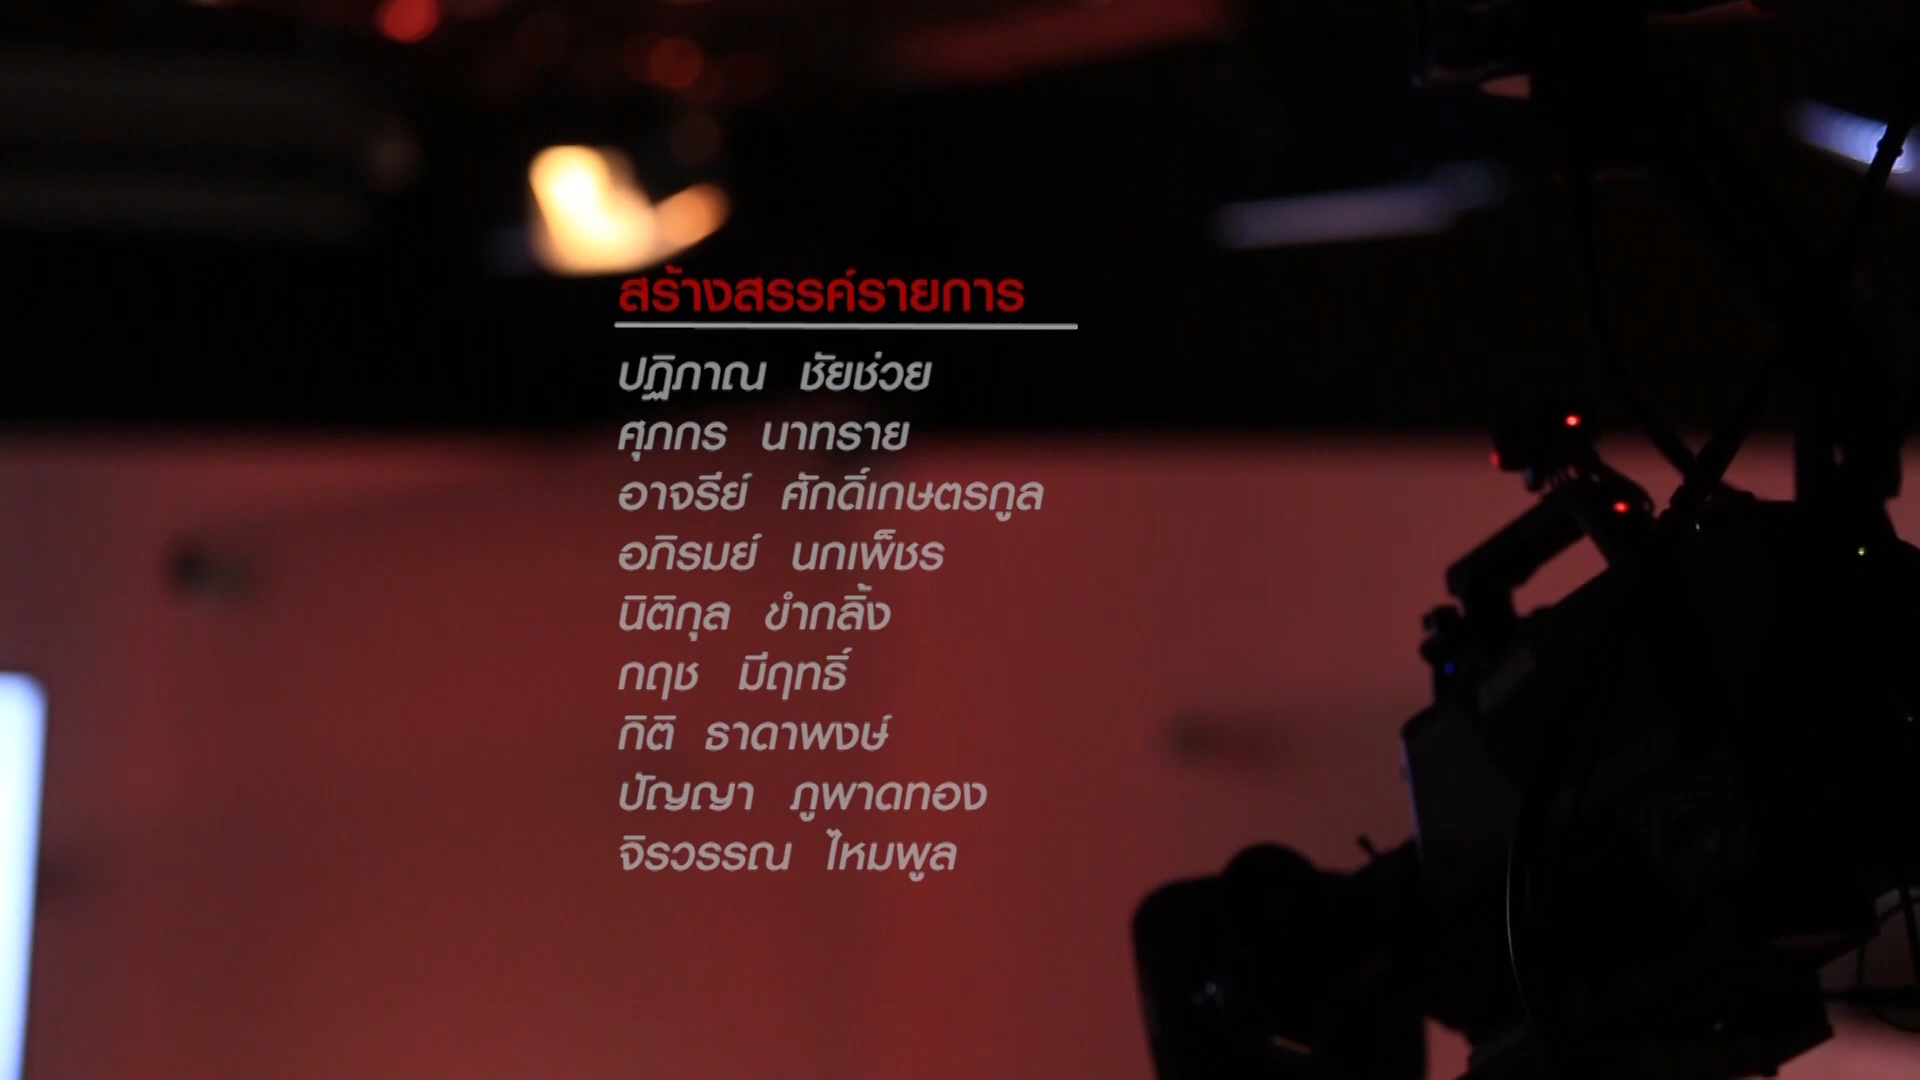 สร้างสรรค์รายการ
ปฏิภาณ ชัยช่วย
ศุภกร นาทราย
อาจรีย์ ศักดิ์เกษตรกูล
อภิรมย์ นกเพ็ชร
นิติกุล ขำกลิ้ง
กฤช มีฤทธิ์
กิติ ธาดาพงษ์
ปัญญา ภูพาดทอง
จิรวรรณ ไหมพูล